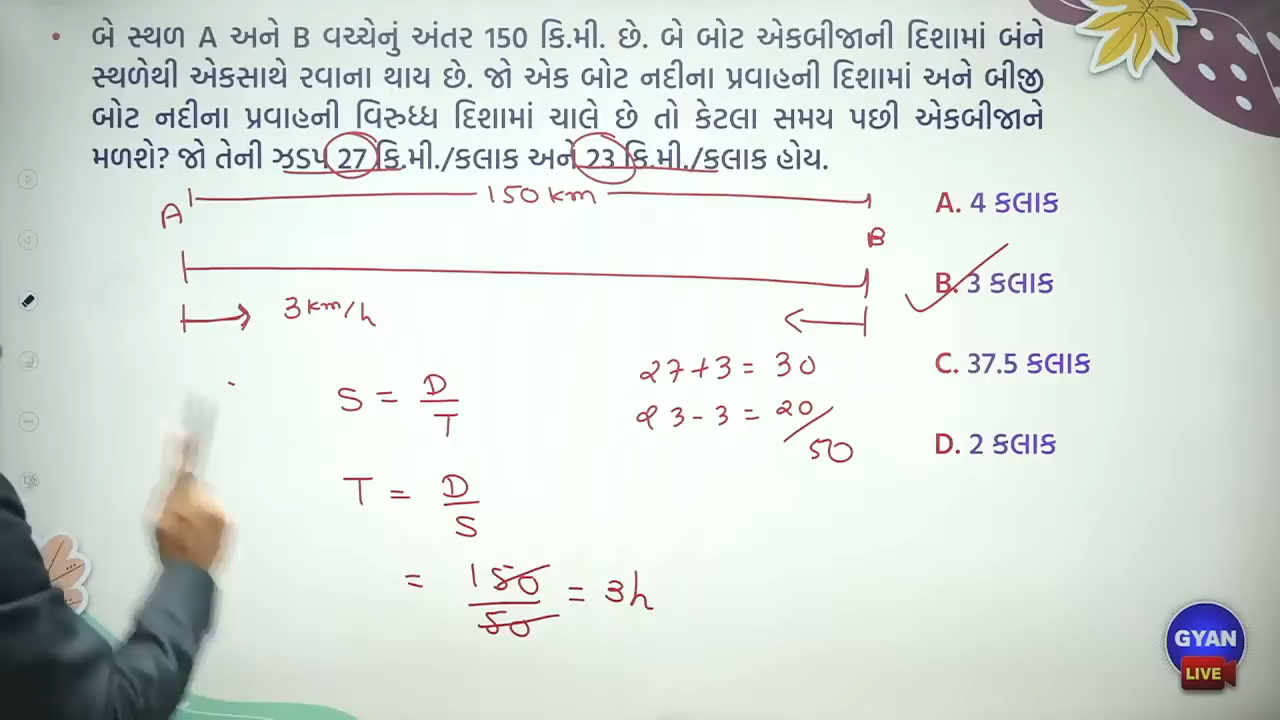 • બે સ્થળ A અને B વચ્ચેનું અંતર 150 કિ.મી. છે. બે બોટ એકબીજાની દિશામાં બંને
સ્થળેથી એકસાથે રવાના થાય છે. જો એક બોટ નદીના પ્રવાહની દિશામાં અને બીજી
બોટ નદીના પ્રવાહની વિરુધ્ધ દિશામાં ચાલે છે તો કેટલા સમય પછી એકબીજાને
મળશે? જો તેની ઝડપ 27 કિ.મી./કલાક અને 23 કિ.મી./કલાક હોય.
A
150 km
B
3 km/h
S = D/T
T = D/S
= 150/50 = 3h
27+3 = 30
23-3 = 20
50
A. 4 કલાક
B. 3 કલાક
C. 37.5 કલાક
D. 2 કલાક
GYAN
LIVE